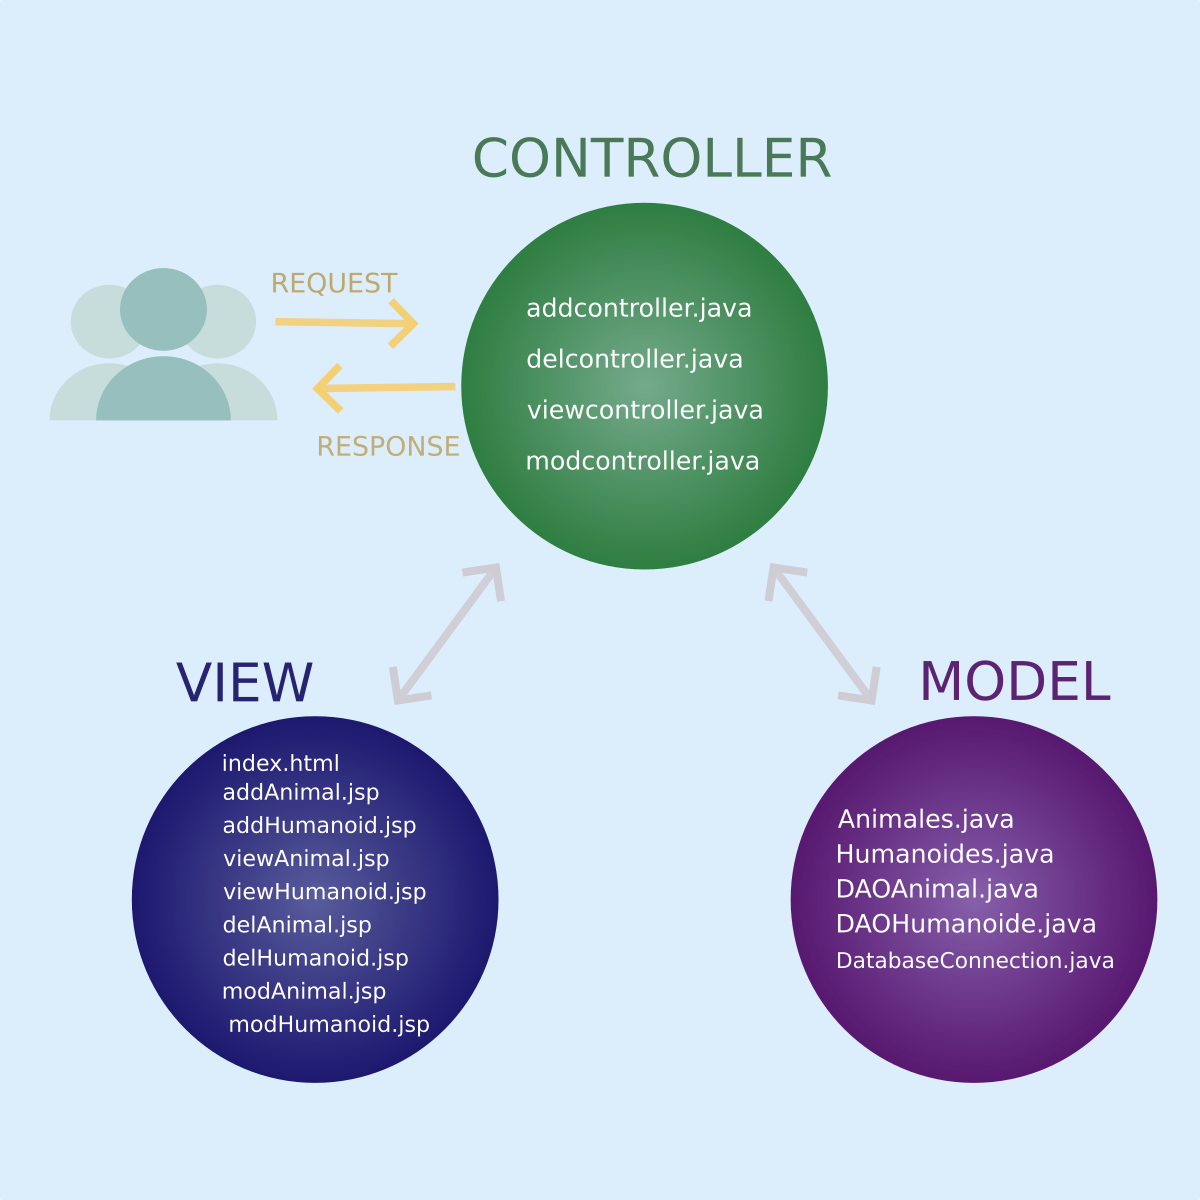 CONTROLLER
REQUEST
RESPONSE
addcontroller.java
delcontroller.java
viewcontroller.java
modcontroller.java
VIEW
index.html
addAnimal.jsp
addHumanoid.jsp
viewAnimal.jsp
viewHumanoid.jsp
delAnimal.jsp
delHumanoid.jsp
modAnimal.jsp
modHumanoid.jsp
MODEL
Animales.java
Humanoides.java
DAOAnimal.java
DAOHumanoide.java
DatabaseConnection.java